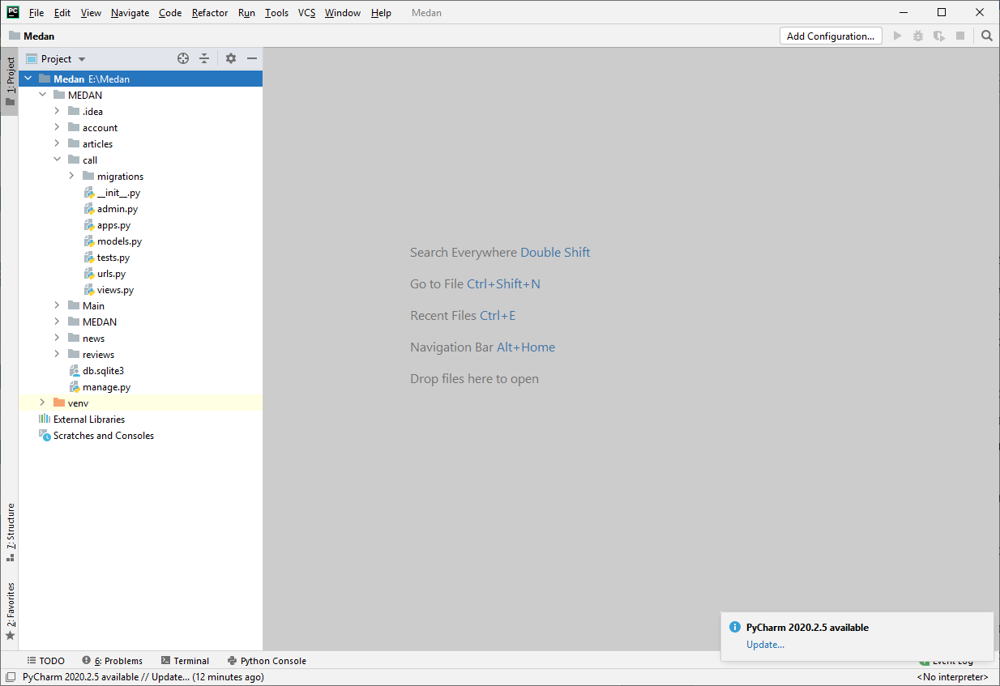 PC File Edit View Navigate Code Refactor Run Tools VCS Window Help Medan
Medan
Add Configuration...
1: Project
Project
Medan E:\Medan
MEDAN
.idea
account
articles
call
migrations
__init__.py
admin.py
apps.py
models.py
tests.py
urls.py
views.py
Main
MEDAN
news
reviews
db.sqlite3
manage.py
venv
External Libraries
Scratches and Consoles
Search Everywhere Double Shift
Go to File Ctrl+Shift+N
Recent Files Ctrl+E
Navigation Bar Alt+Home
Drop files here to open
7: Structure
2: Favorites
PyCharm 2020.2.5 available
Update...
TODO 6: Problems Terminal Python Console Event Log
PyCharm 2020.2.5 available // Update... (12 minutes ago) <No interpreter>